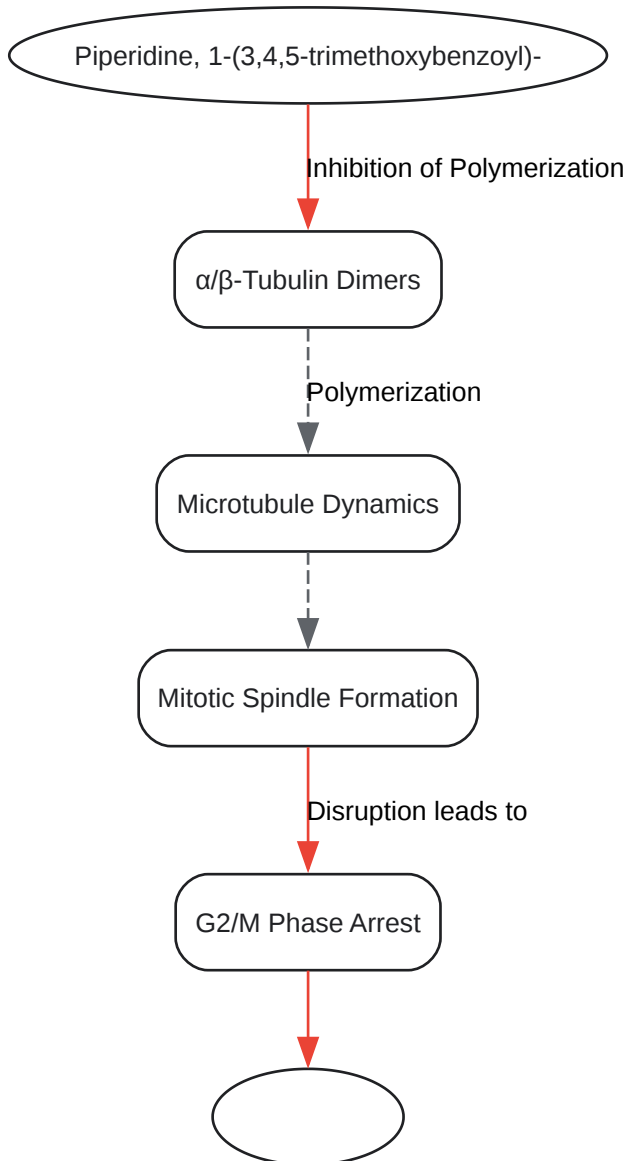 Piperidine, 1-(3,4,5-trimethoxybenzoyl)-
Inhibition of Polymerization
α/β-Tubulin Dimers
Polymerization
Microtubule Dynamics
Mitotic Spindle Formation
Disruption leads to
G2/M Phase Arrest